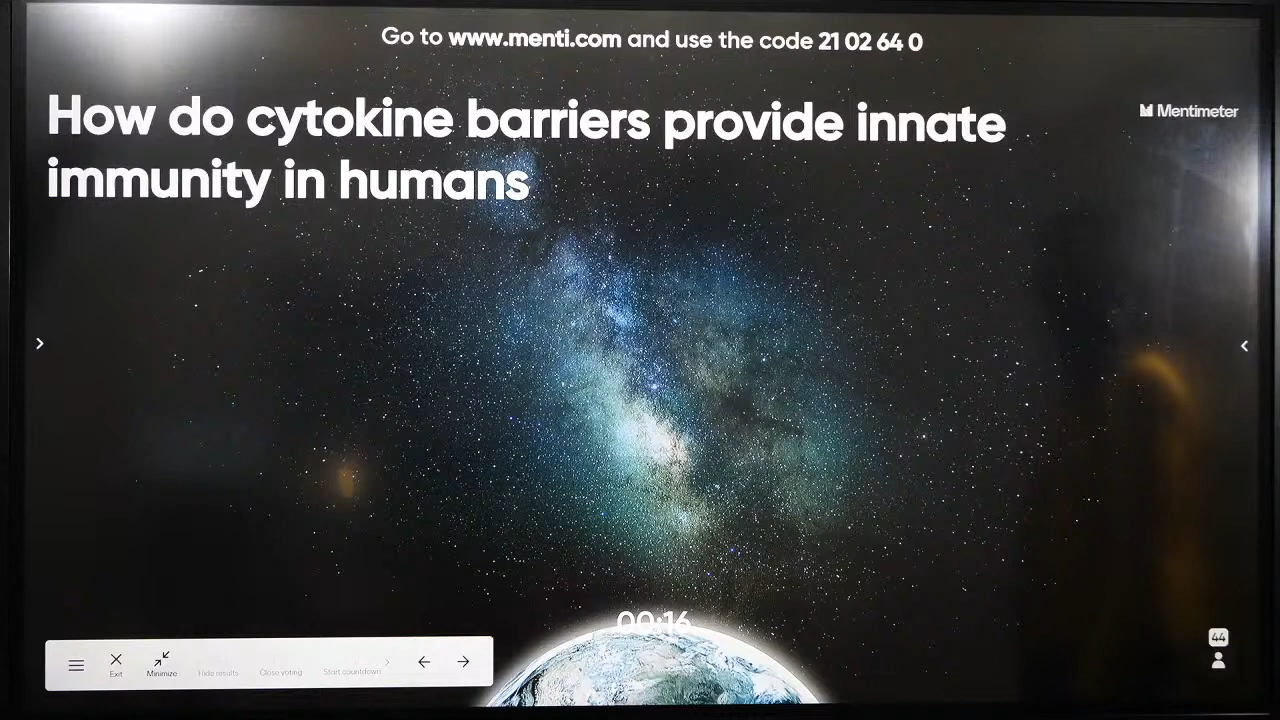 Go to www.menti.com and use the code 21 02 64 0
How do cytokine barriers provide innate
immunity in humans
Mentimeter
00:16
44
Exit
Minimize
Hide results
Close voting
Start countdown